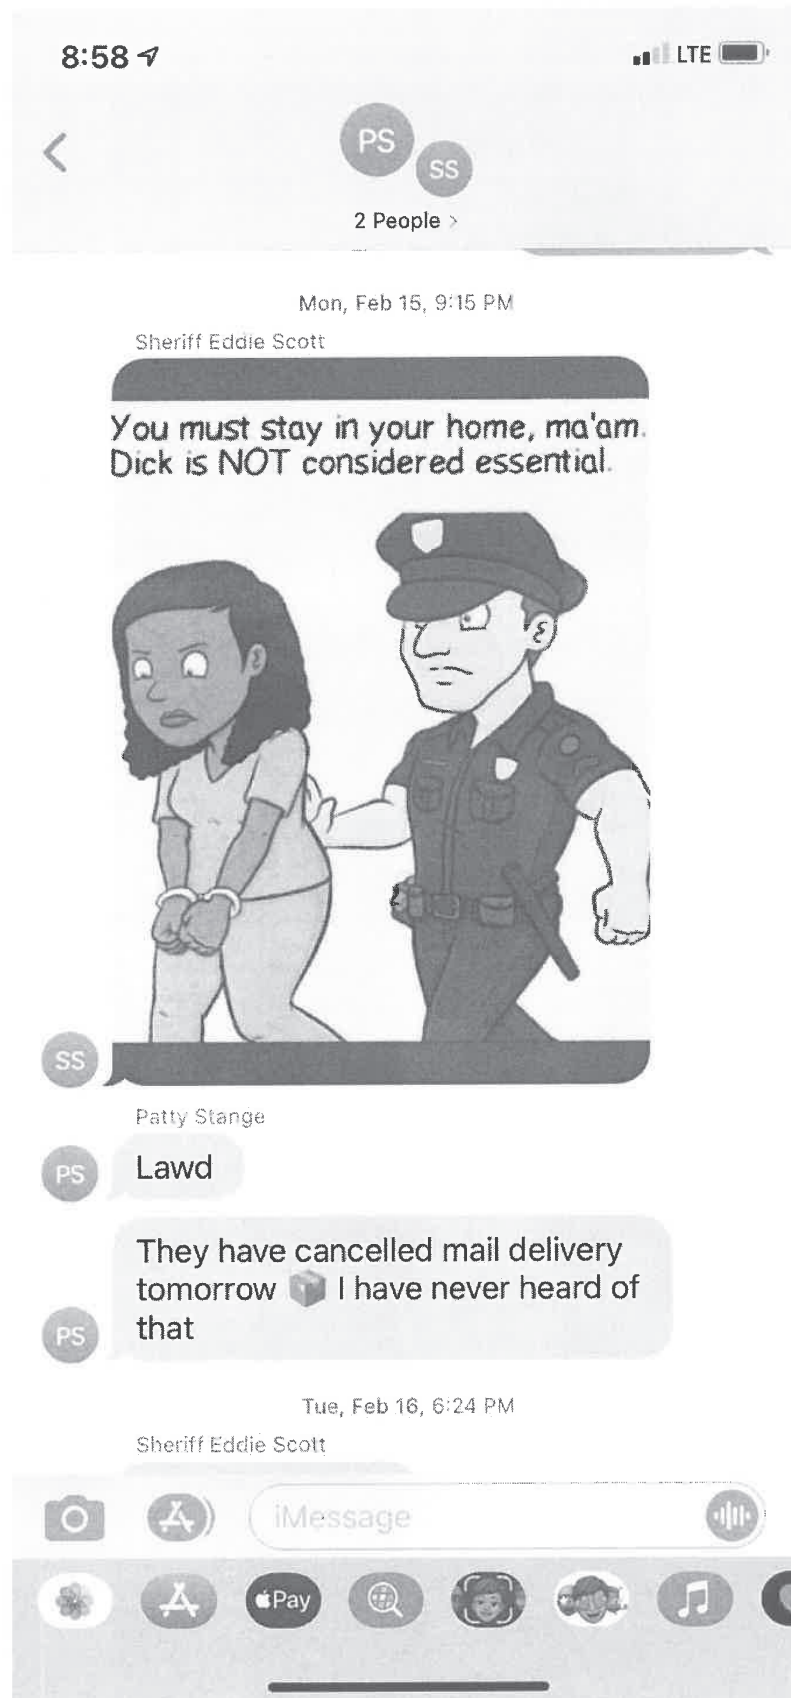 8:58
LTE
PS
SS
2 People >
Mon, Feb 15, 9:15 PM
Sheriff Eddie Scott
You must stay in your home, ma'am.
Dick is NOT considered essential.
SS
Patty Stange
PS
Lawd
They have cancelled mail delivery
tomorrow 📦 I have never heard of
that
PS
Tue, Feb 16, 6:24 PM
Sheriff Eddie Scott
iMessage
Pay